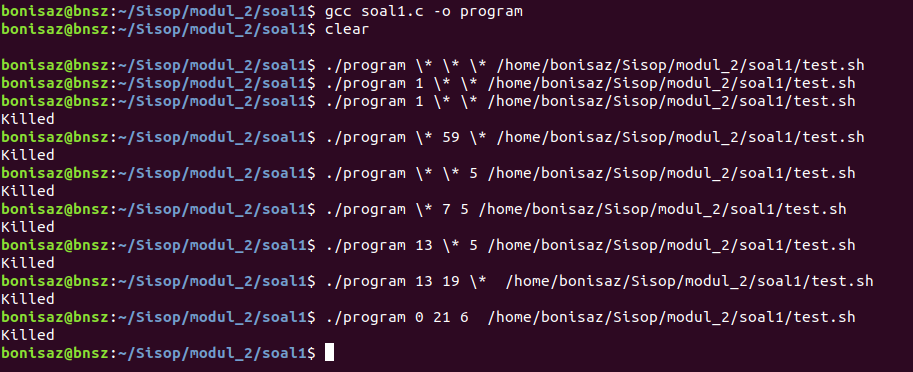 bonisaz@bnsz:~/Sisop/modul_2/soal1$ gcc soal1.c -o program
bonisaz@bnsz:~/Sisop/modul_2/soal1$ clear
bonisaz@bnsz:~/Sisop/modul_2/soal1$ ./program \* \* \* /home/bonisaz/Sisop/modul_2/soal1/test.sh
bonisaz@bnsz:~/Sisop/modul_2/soal1$ ./program 1 \* \* /home/bonisaz/Sisop/modul_2/soal1/test.sh
bonisaz@bnsz:~/Sisop/modul_2/soal1$ ./program 1 \* \* /home/bonisaz/Sisop/modul_2/soal1/test.sh
Killed
bonisaz@bnsz:~/Sisop/modul_2/soal1$ ./program \* 59 \* /home/bonisaz/Sisop/modul_2/soal1/test.sh
Killed
bonisaz@bnsz:~/Sisop/modul_2/soal1$ ./program \* \* 5 /home/bonisaz/Sisop/modul_2/soal1/test.sh
Killed
bonisaz@bnsz:~/Sisop/modul_2/soal1$ ./program \* 7 5 /home/bonisaz/Sisop/modul_2/soal1/test.sh
Killed
bonisaz@bnsz:~/Sisop/modul_2/soal1$ ./program 13 \* 5 /home/bonisaz/Sisop/modul_2/soal1/test.sh
Killed
bonisaz@bnsz:~/Sisop/modul_2/soal1$ ./program 13 19 \*  /home/bonisaz/Sisop/modul_2/soal1/test.sh
Killed
bonisaz@bnsz:~/Sisop/modul_2/soal1$ ./program 0 21 6  /home/bonisaz/Sisop/modul_2/soal1/test.sh
Killed
bonisaz@bnsz:~/Sisop/modul_2/soal1$